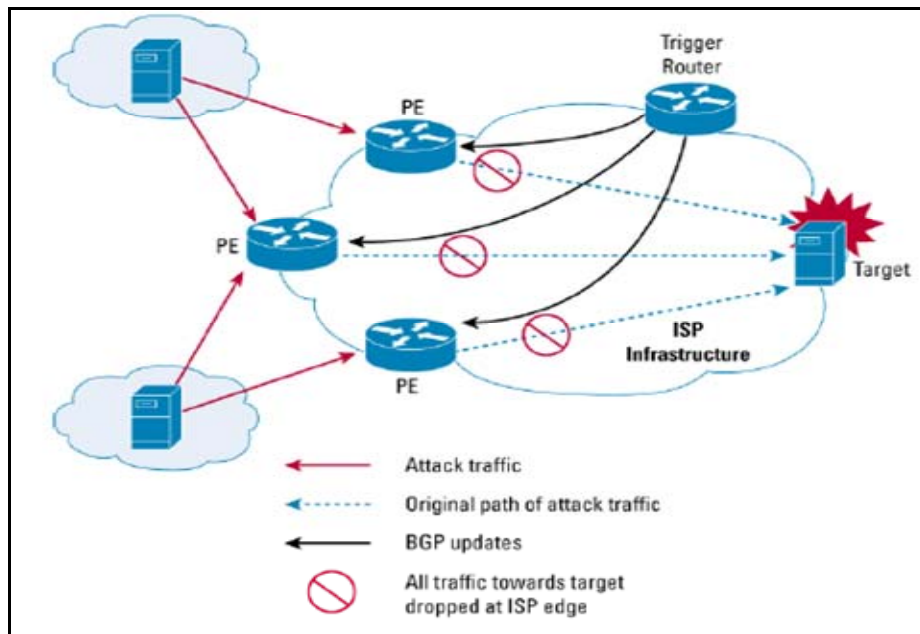 Trigger
Router
PE
PE
Target
ISP
Infrastructure
PE
Attack traffic
Original path of attack traffic
BGP updates
All traffic towards target
dropped at ISP edge